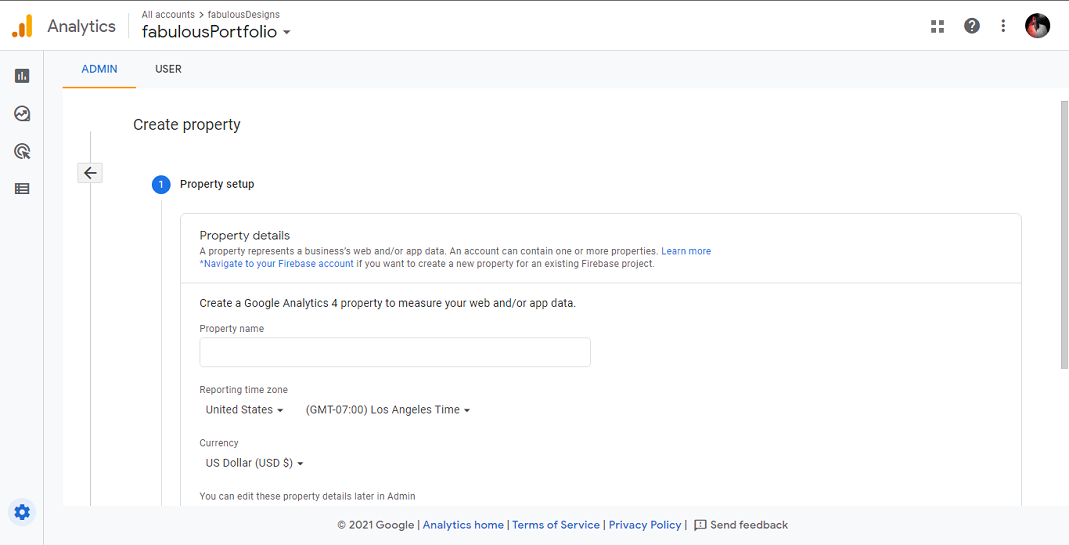 All accounts > fabulousDesigns
Analytics
fabulousPortfolio
ADMIN
USER
Create property
1
Property setup
Property details
A property represents a business's web and/or app data. An account can contain one or more properties. Learn more
*Navigate to your Firebase account if you want to create a new property for an existing Firebase project.
Create a Google Analytics 4 property to measure your web and/or app data.
Property name
Reporting time zone
United States (GMT-07:00) Los Angeles Time
Currency
US Dollar (USD $)
You can edit these property details later in Admin
© 2021 Google | Analytics home | Terms of Service | Privacy Policy | Send feedback